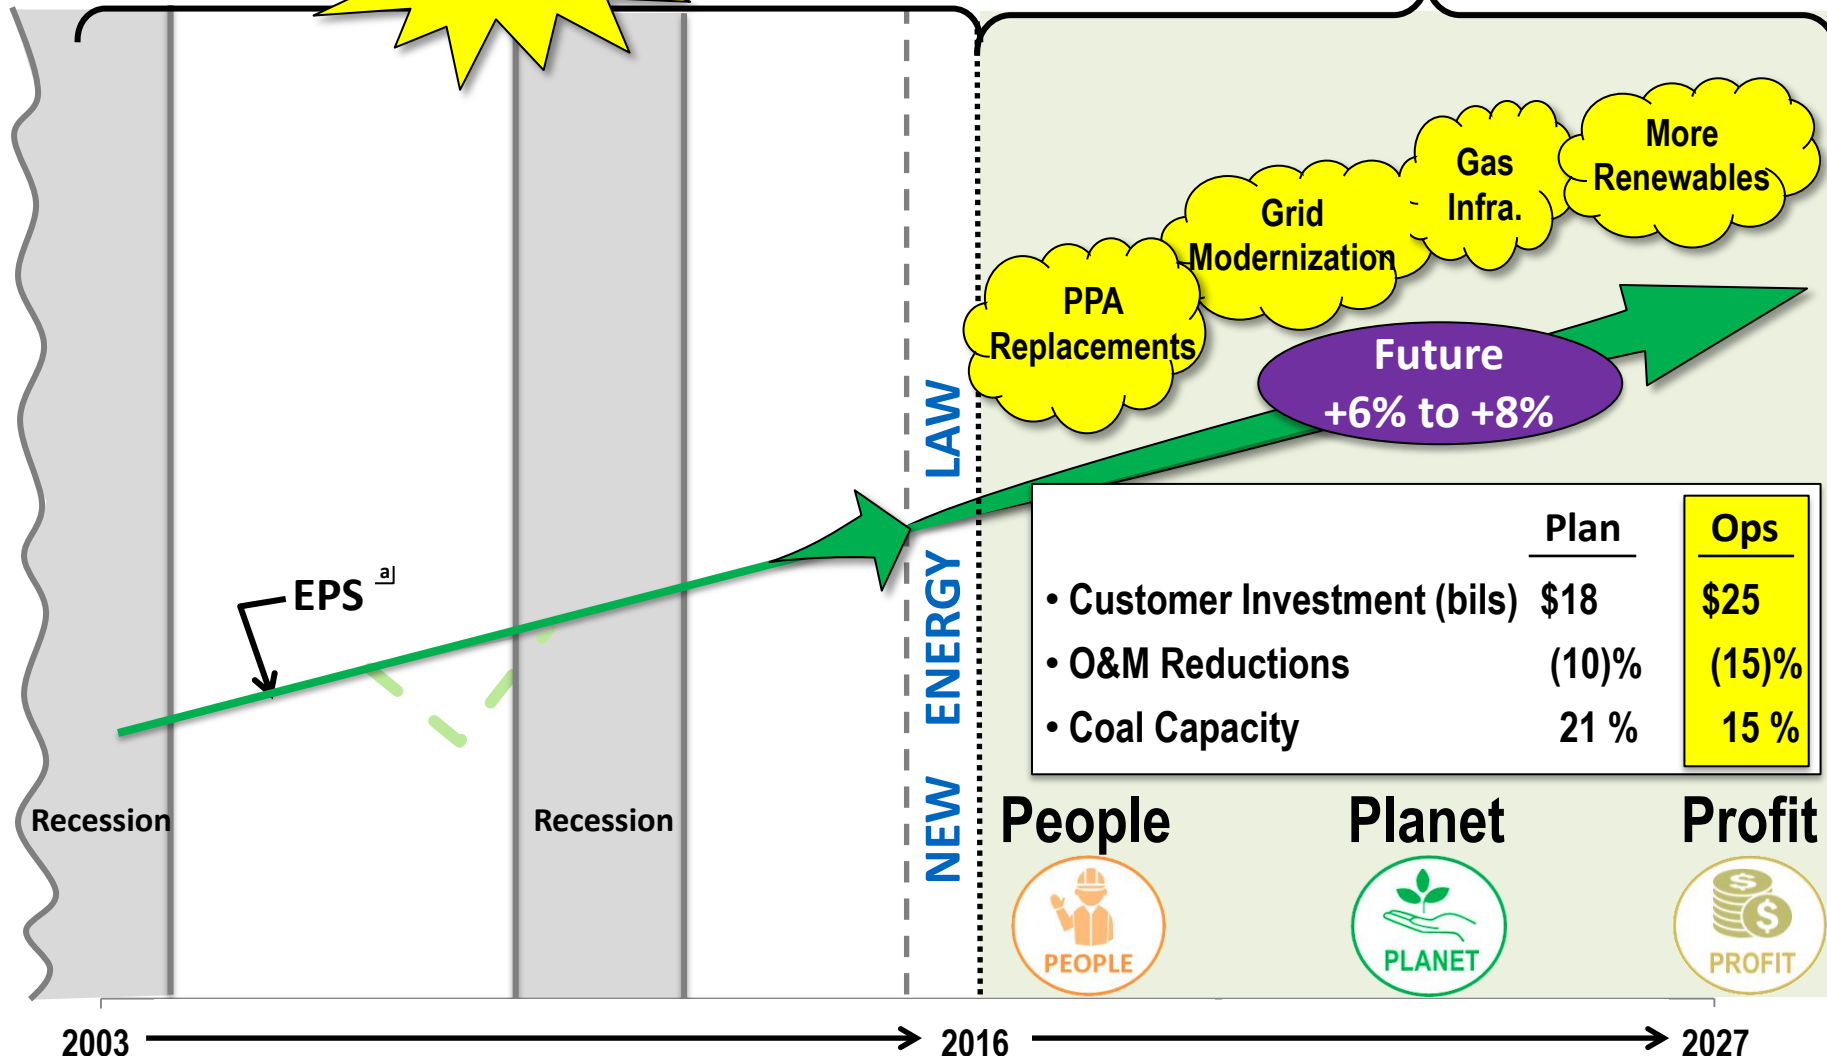 More
Renewables
Gas
Infra.
Grid
Modernization
PPA
Replacements
Future
+6% to +8%
NEW ENERGY LAW
EPS a]
Plan Ops
• Customer Investment (bils) $18 $25
• O&M Reductions (10)% (15)%
• Coal Capacity 21 % 15 %
Recession
Recession
People Planet Profit
PEOPLE PLANET PROFIT
2003 2016 2027